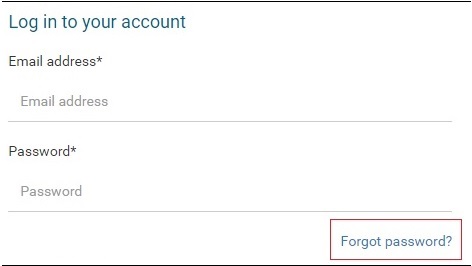 Log in to your account
Email address*
Email address
Password*
Password
Forgot password?